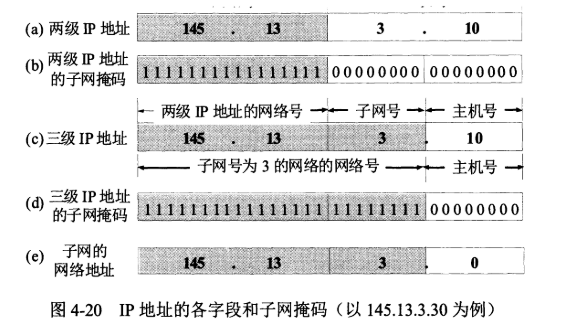 (a) 两级 IP 地址 145 . 13 3 . 10
(b) 两级 IP 地址的子网掩码 1111111111111111 00000000 00000000
两级 IP 地址的网络号 子网号 主机号
(c) 三级 IP 地址 145 . 13 3 . 10
子网号为 3 的网络的网络号 主机号
(d) 三级 IP 地址的子网掩码 1111111111111111 11111111 00000000
(e) 子网的网络地址 145 . 13 3 . 0
图 4-20 IP 地址的各字段和子网掩码（以 145.13.3.30 为例）